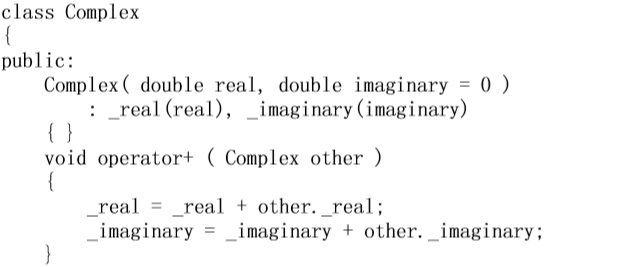 class Complex
{
public:
    Complex( double real, double imaginary = 0 )
        : _real(real), _imaginary(imaginary)
    { }
    void operator+ ( Complex other )
    {
        _real = _real + other._real;
        _imaginary = _imaginary + other._imaginary;
    }